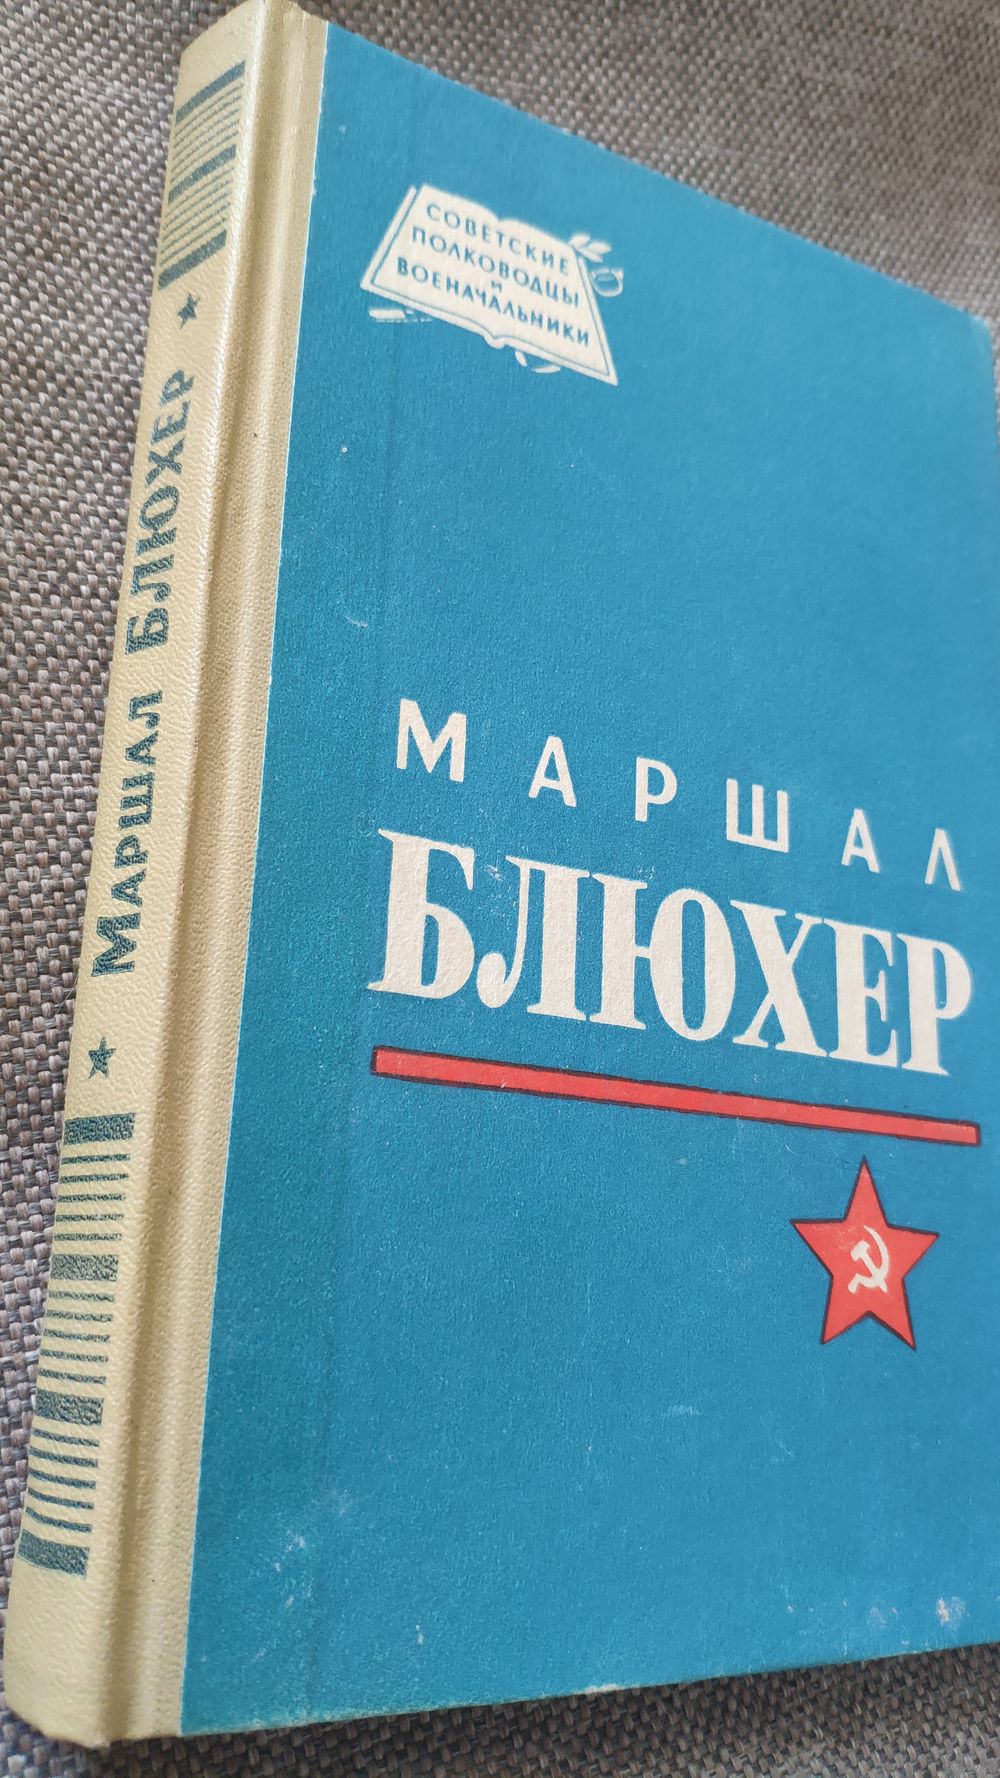 СОВЕТСКИЕ
ПОЛКОВОДЦЫ
И
ВОЕНАЧАЛЬНИКИ
МАРШАЛ
БЛЮХЕР
МАРШАЛ БЛЮХЕР